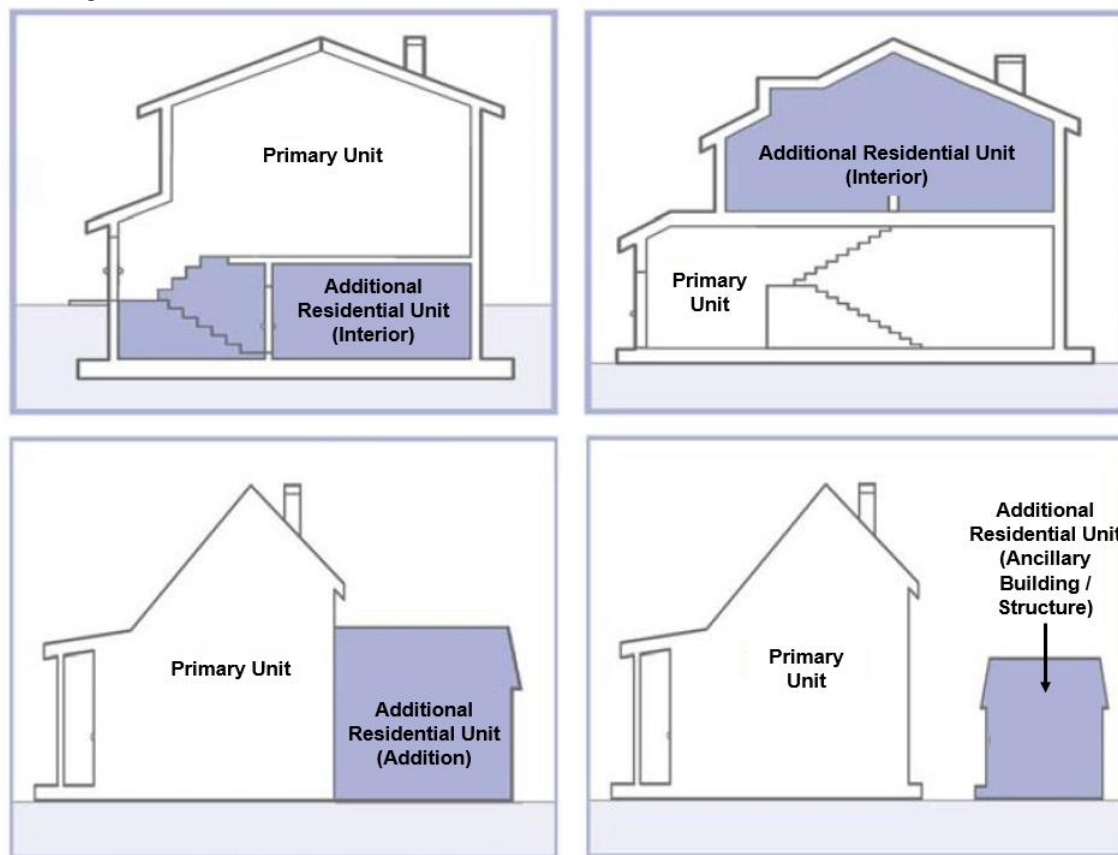 Primary Unit
Additional
Residential Unit
(Interior)
Additional Residential Unit
(Interior)
Primary
Unit
Primary Unit
Additional
Residential Unit
(Addition)
Primary
Unit
Additional
Residential Unit
(Ancillary
Building /
Structure)